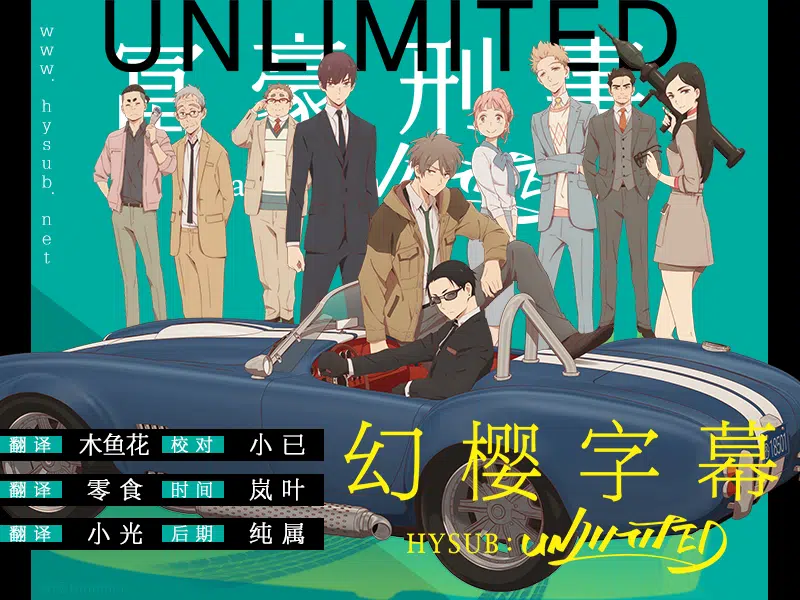 UNLIMITED
富豪刑事
www.hysub.net
翻译 木鱼花 校对 小已
翻译 零食 时间 岚叶
翻译 小光 后期 纯属
幻樱字幕
HYSUB:UNLIMITED
18501